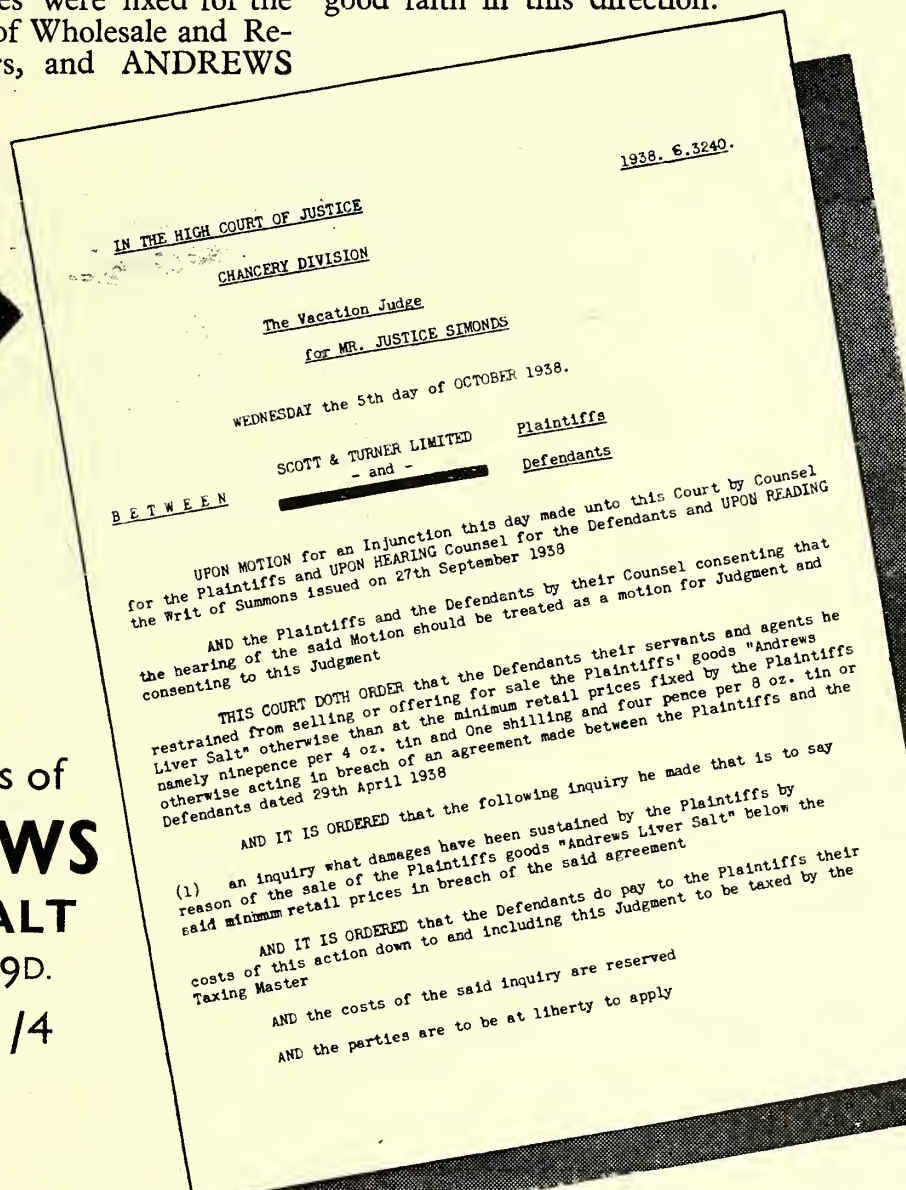 es were fixed for the
of Wholesale and Re-
rs, and ANDREWS
good faith in this direction.
1938. S.3240.
IN THE HIGH COURT OF JUSTICE
CHANCERY DIVISION
The Vacation Judge
for MR. JUSTICE SIMONDS
WEDNESDAY the 5th day of OCTOBER 1938.
SCOTT & TURNER LIMITED Plaintiffs
- and -
Defendants
B E T W E E N
UPON MOTION for an Injunction this day made unto this Court by Counsel
for the Plaintiffs and UPON HEARING Counsel for the Defendants and UPON READING
the Writ of Summons issued on 27th September 1938
AND the Plaintiffs and the Defendants by their Counsel consenting that
the hearing of the said Motion should be treated as a motion for Judgment and
consenting to this Judgment
THIS COURT DOTH ORDER that the Defendants their servants and agents be
restrained from selling or offering for sale the Plaintiffs' goods "Andrews
Liver Salt" otherwise than at the minimum retail prices fixed by the Plaintiffs
namely ninepence per 4 oz. tin and One shilling and four pence per 8 oz. tin or
otherwise acting in breach of an agreement made between the Plaintiffs and the
Defendants dated 29th April 1938
AND IT IS ORDERED that the following inquiry be made that is to say
(1) an inquiry what damages have been sustained by the Plaintiffs by
reason of the sale of the Plaintiffs goods "Andrews Liver Salt" below the
said minimum retail prices in breach of the said agreement
AND IT IS ORDERED that the Defendants do pay to the Plaintiffs their
costs of this action down to and including this Judgment to be taxed by the
Taxing Master
AND the costs of the said inquiry are reserved
AND the parties are to be at liberty to apply
s of
WS
ALT
9D.
/4